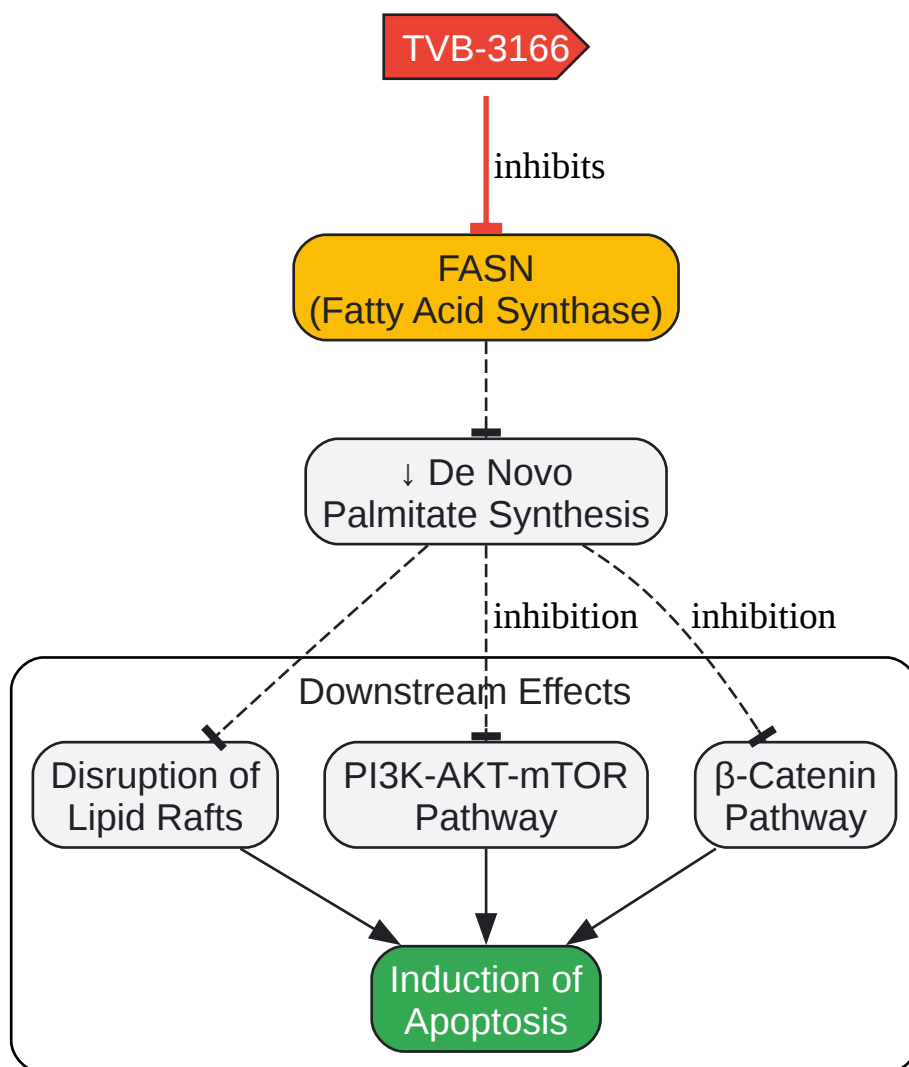 TVB-3166
inhibits
FASN
(Fatty Acid Synthase)
↓ De Novo
Palmitate Synthesis
inhibition
inhibition
Downstream Effects
Disruption of
Lipid Rafts
PI3K-AKT-mTOR
Pathway
β-Catenin
Pathway
Induction of
Apoptosis